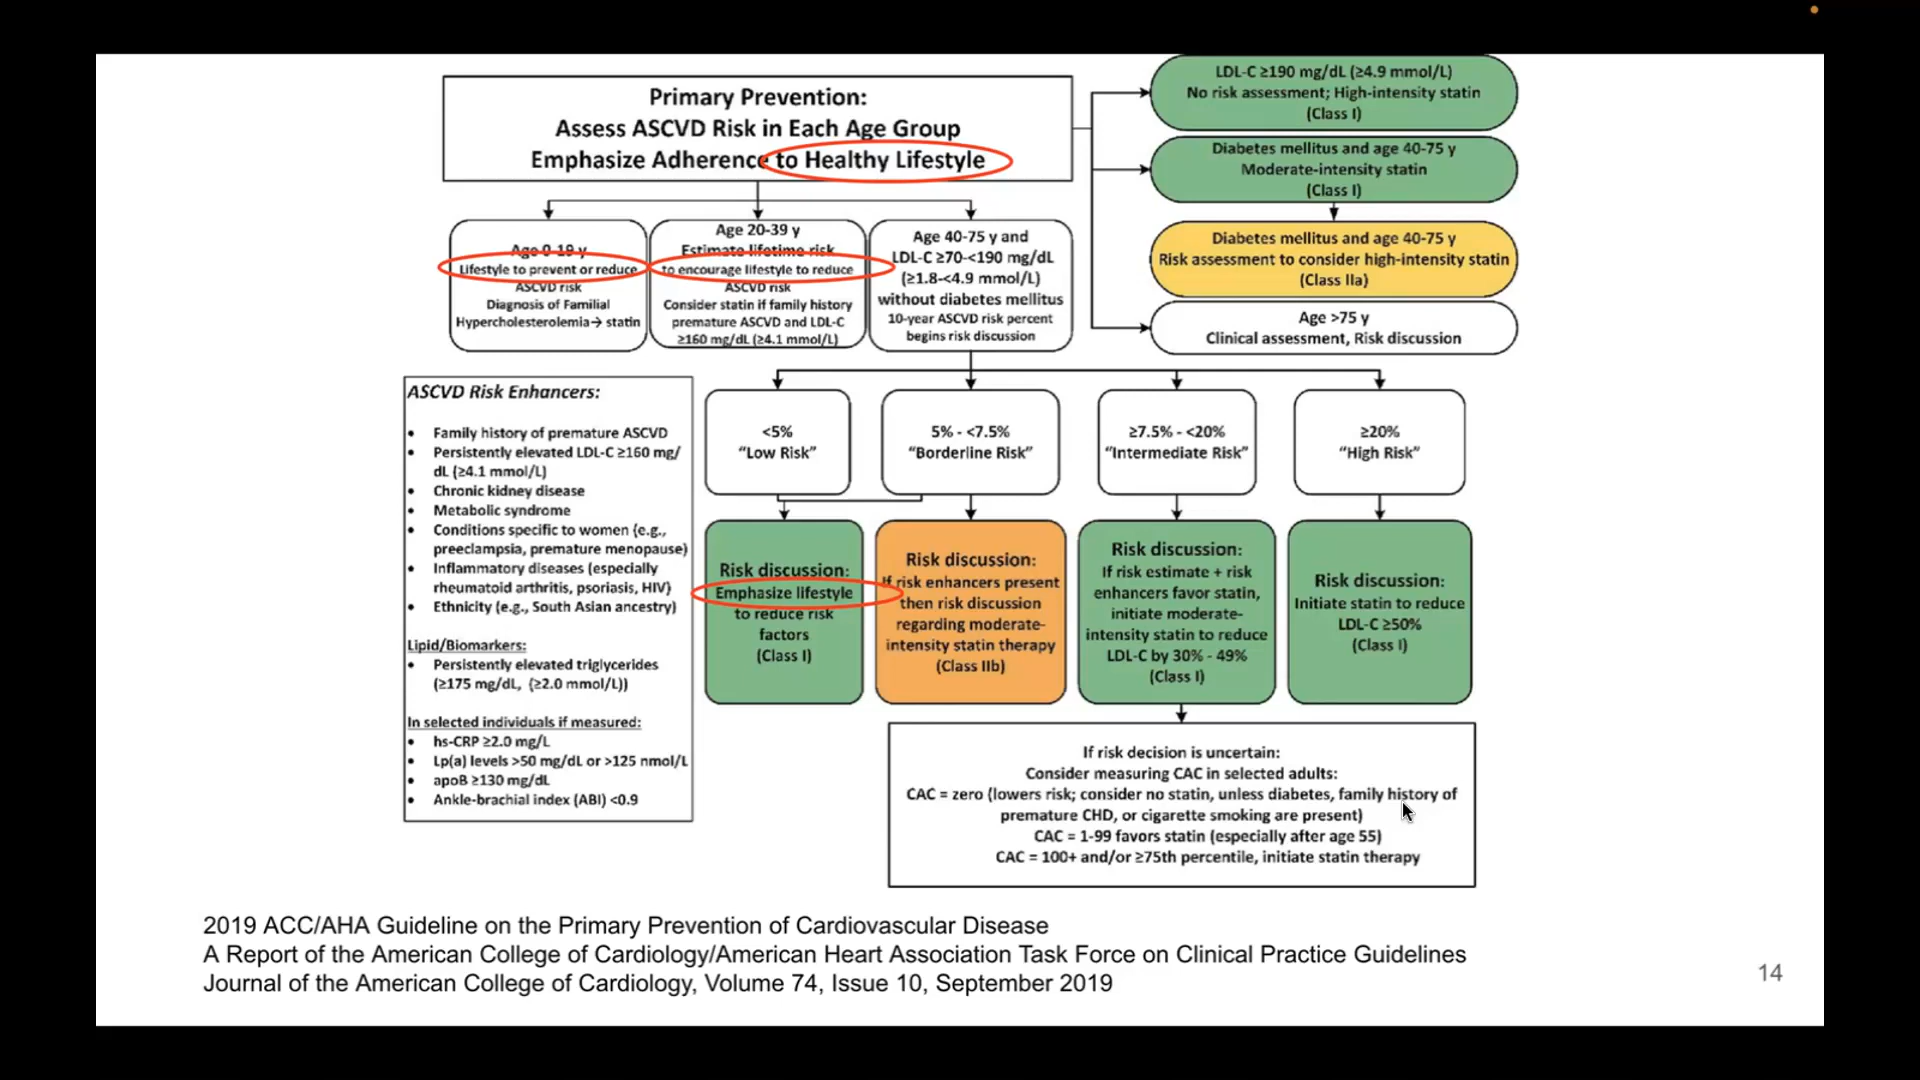 Primary Prevention:
Assess ASCVD Risk in Each Age Group
Emphasize Adherence to Healthy Lifestyle
LDL-C ≥190 mg/dL (≥4.9 mmol/L)
No risk assessment; High-intensity statin
(Class I)
Diabetes mellitus and age 40-75 y
Moderate-intensity statin
(Class I)
Diabetes mellitus and age 40-75 y
Risk assessment to consider high-intensity statin
(Class IIa)
Age >75 y
Clinical assessment, Risk discussion
Age 0-19 y
Lifestyle to prevent or reduce
ASCVD risk
Diagnosis of Familial
Hypercholesterolemia→ statin
Age 20-39 y
Estimate lifetime risk
to encourage lifestyle to reduce
ASCVD risk
Consider statin if family history
premature ASCVD and LDL-C
≥160 mg/dL (≥4.1 mmol/L)
Age 40-75 y and
LDL-C ≥70-<190 mg/dL
(≥1.8-<4.9 mmol/L)
without diabetes mellitus
10-year ASCVD risk percent
begins risk discussion
ASCVD Risk Enhancers:
• Family history of premature ASCVD
• Persistently elevated LDL-C ≥160 mg/
dL (≥4.1 mmol/L)
• Chronic kidney disease
• Metabolic syndrome
• Conditions specific to women (e.g.,
preeclampsia, premature menopause)
• Inflammatory diseases (especially
rheumatoid arthritis, psoriasis, HIV)
• Ethnicity (e.g., South Asian ancestry)
Lipid/Biomarkers:
• Persistently elevated triglycerides
(≥175 mg/dL, (≥2.0 mmol/L))
In selected individuals if measured:
• hs-CRP ≥2.0 mg/L
• Lp(a) levels >50 mg/dL or >125 nmol/L
• apoB ≥130 mg/dL
• Ankle-brachial index (ABI) <0.9
<5%
“Low Risk”
5% - <7.5%
“Borderline Risk”
≥7.5% - <20%
“Intermediate Risk”
≥20%
“High Risk”
Risk discussion:
Emphasize lifestyle
to reduce risk
factors
(Class I)
Risk discussion:
If risk enhancers present
then risk discussion
regarding moderate-
intensity statin therapy
(Class IIb)
Risk discussion:
If risk estimate + risk
enhancers favor statin,
initiate moderate-
intensity statin to reduce
LDL-C by 30% - 49%
(Class I)
Risk discussion:
Initiate statin to reduce
LDL-C ≥50%
(Class I)
If risk decision is uncertain:
Consider measuring CAC in selected adults:
CAC = zero (lowers risk; consider no statin, unless diabetes, family history of
premature CHD, or cigarette smoking are present)
CAC = 1-99 favors statin (especially after age 55)
CAC = 100+ and/or ≥75th percentile, initiate statin therapy
2019 ACC/AHA Guideline on the Primary Prevention of Cardiovascular Disease
A Report of the American College of Cardiology/American Heart Association Task Force on Clinical Practice Guidelines
Journal of the American College of Cardiology, Volume 74, Issue 10, September 2019
14